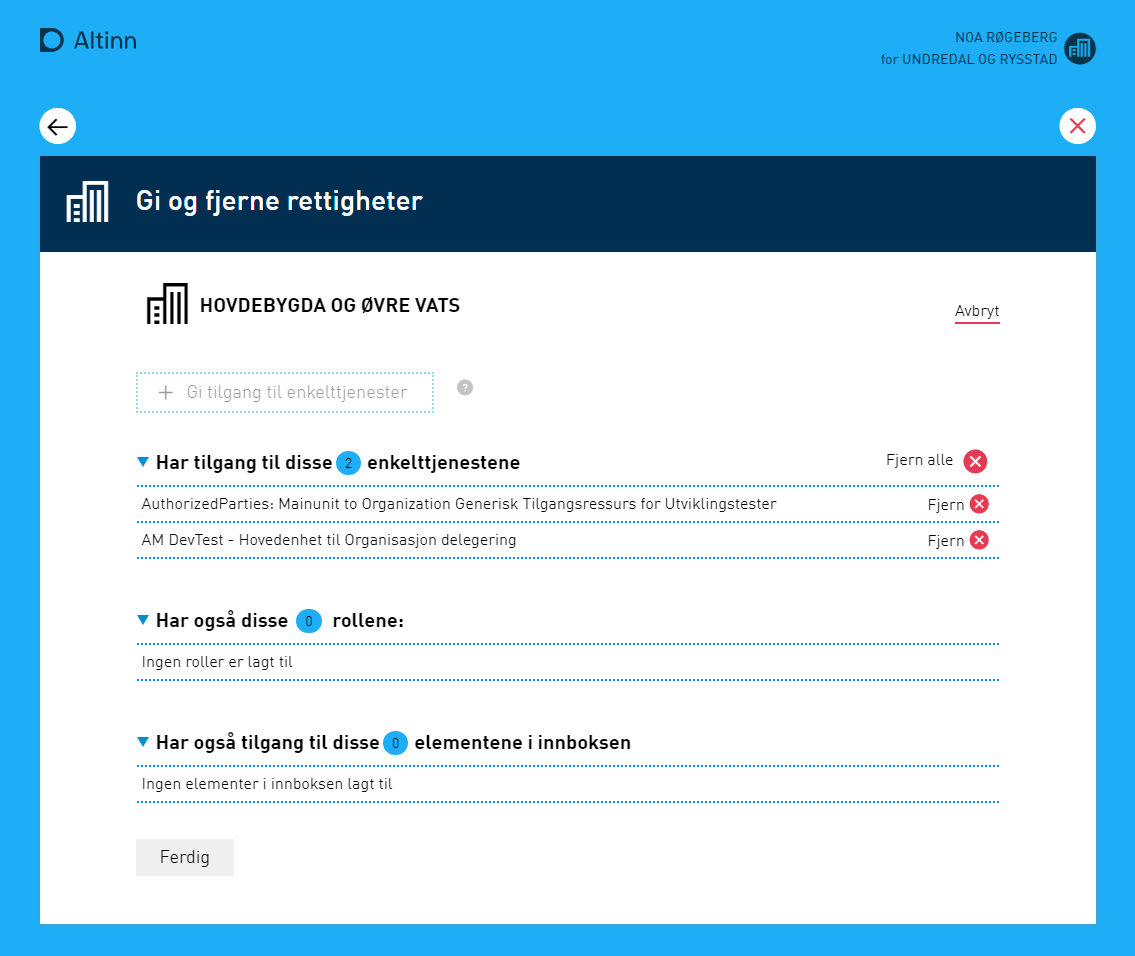 Altinn
NOA RØGEBERG
for UNDREDAL OG RYSSTAD
Gi og fjerne rettigheter
HOVDEBYGDA OG ØVRE VATS
Avbryt
+ Gi tilgang til enkelttjenester ?
Har tilgang til disse 2 enkelttjenestene Fjern alle
AuthorizedParties: Mainunit to Organization Generisk Tilgangsressurs for Utviklingstester Fjern
AM DevTest - Hovedenhet til Organisasjon delegering Fjern
Har også disse 0 rollene:
Ingen roller er lagt til
Har også tilgang til disse 0 elementene i innboksen
Ingen elementer i innboksen lagt til
Ferdig